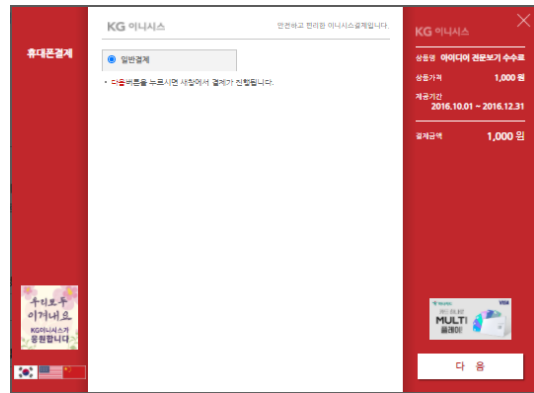 휴대폰결제
KG 이니시스
안전하고 편리한 이니시스결제입니다.
일반결제
• 다음버튼을 누르시면 새창에서 결제가 진행됩니다.
우리모두
이겨내요
KG이니시스가
응원합니다
KG 이니시스
상품명 아이디어 전문보기 수수료
상품가격 1,000 원
제공기간
2016.10.01 ~ 2016.12.31
결제금액 1,000 원
MULTI
플레이!
다 음